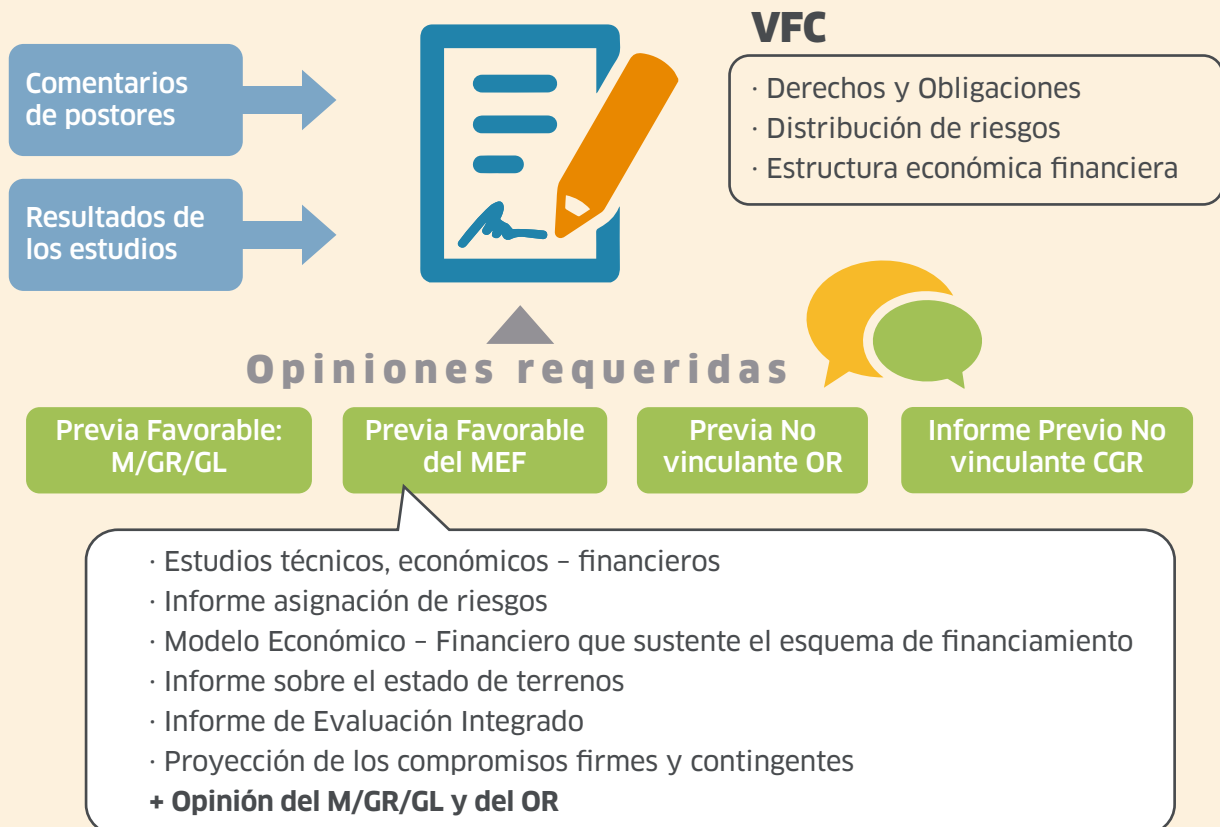 Comentarios
de postores
Resultados de
los estudios
VFC
· Derechos y Obligaciones
· Distribución de riesgos
· Estructura económica financiera
Opiniones requeridas
Previa Favorable:
M/GR/GL
Previa Favorable
del MEF
Previa No
vinculante OR
Informe Previo No
vinculante CGR
· Estudios técnicos, económicos – financieros
· Informe asignación de riesgos
· Modelo Económico – Financiero que sustente el esquema de financiamiento
· Informe sobre el estado de terrenos
· Informe de Evaluación Integrado
· Proyección de los compromisos firmes y contingentes
+ Opinión del M/GR/GL y del OR